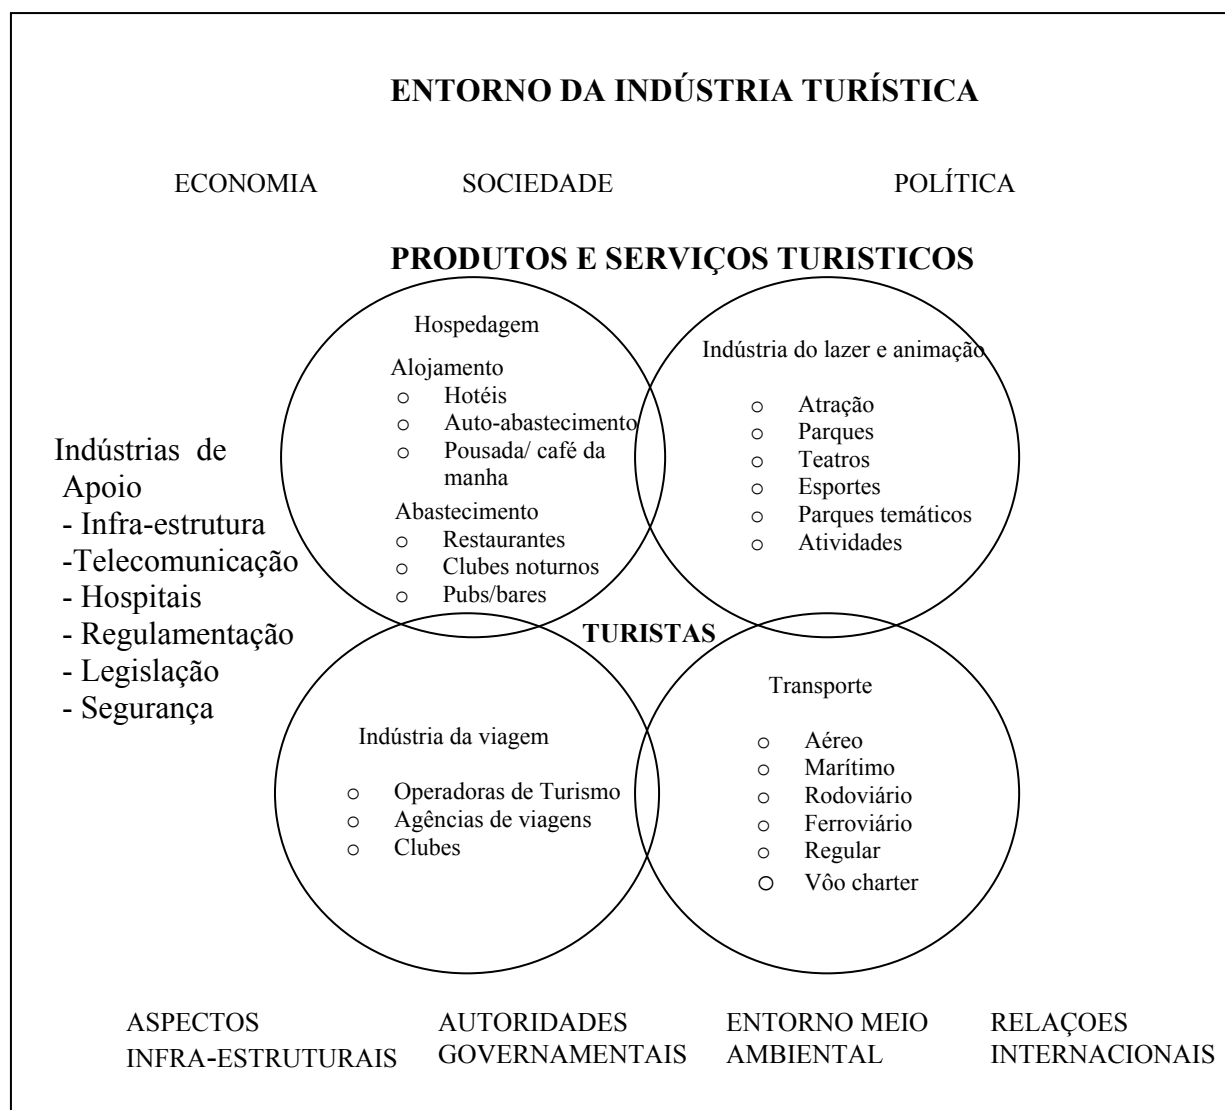 ENTORNO DA INDÚSTRIA TURÍSTICA
ECONOMIA SOCIEDADE POLÍTICA
PRODUTOS E SERVIÇOS TURISTICOS
Hospedagem
Alojamento
o Hotéis
o Auto-abastecimento
o Pousada/ café da
manha
Abastecimento
o Restaurantes
o Clubes noturnos
o Pubs/bares
Indústria do lazer e animação
o Atração
o Parques
o Teatros
o Esportes
o Parques temáticos
o Atividades
Indústrias de
Apoio
- Infra-estrutura
-Telecomunicação
- Hospitais
- Regulamentação
- Legislação
- Segurança
TURISTAS
Indústria da viagem
o Operadoras de Turismo
o Agências de viagens
o Clubes
Transporte
o Aéreo
o Marítimo
o Rodoviário
o Ferroviário
o Regular
o Vôo charter
ASPECTOS
INFRA-ESTRUTURAIS
AUTORIDADES
GOVERNAMENTAIS
ENTORNO MEIO
AMBIENTAL
RELAÇOES
INTERNACIONAIS